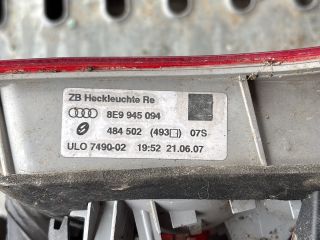 ZB Heckleuchte Re
8E9 945 094
484 502 (493□) 07S
ULO 7490-02 19:52 21.06.07